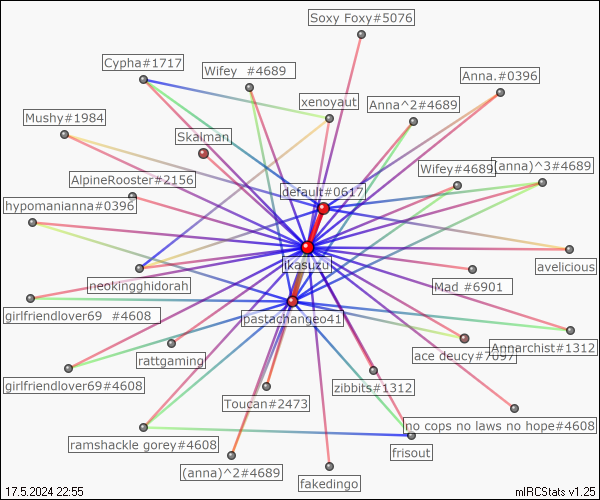 Soxy Foxy#5076
Cypha#1717
Wifey #4689
Anna.#0396
xenoyaut
Anna^2#4689
Mushy#1984
Skalman
Wifey#4689
(anna)^3#4689
AlpineRooster#2156
default#0617
hypomanianna#0396
ikasuzu
avelicious
neokingghidorah
Mad #6901
girlfriendlover69 #4608
pastachangeo41
Annarchist#1312
rattgaming
ace deucy#7097
girlfriendlover69#4608
zibbits#1312
Toucan#2473
no cops no laws no hope#4608
ramshackle gorey#4608
frisout
(anna)^2#4689
fakedingo
17.5.2024 22:55
mIRCStats v1.25